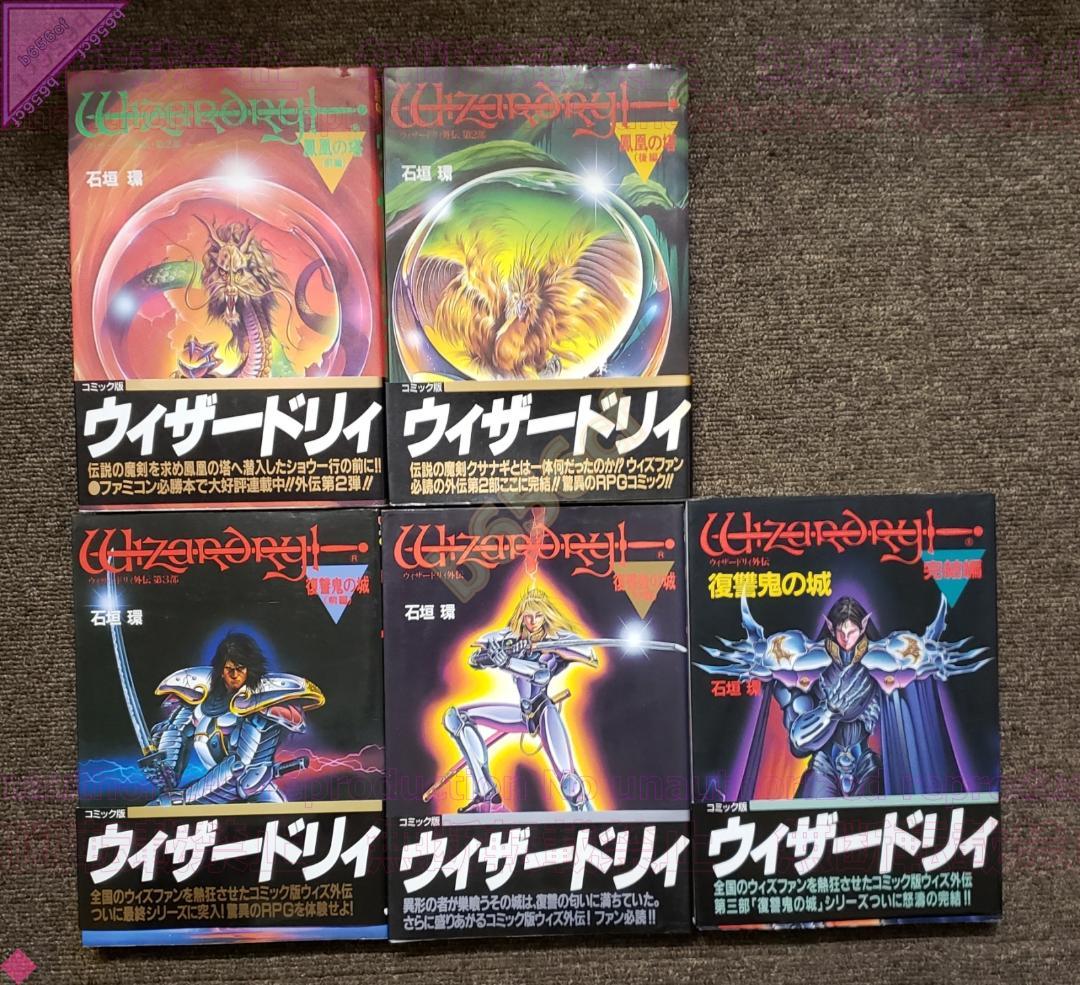 b656cf
Wizardry
ウィザードリィ外伝・第2部
鳳凰の塔
前編
石垣 環
コミック版
ウィザードリィ
伝説の魔剣を求め鳳凰の塔へ潜入したショウ一行の前に!!
●ファミコン必勝本で大好評連載中!!外伝第2弾!!
Wizardry
ウィザードリィ外伝・第2部
鳳凰の塔
(後編)
石垣 環
コミック版
ウィザードリィ
伝説の魔剣クサナギとは一体何だったのか!?ウィズファン
必読の外伝第2部ここに完結!!驚異のRPGコミック!!
Wizardry
R
ウィザードリィ外伝 第3部
復讐鬼の城
(前編)
石垣 環
コミック版
ウィザードリィ
全国のウィズファンを熱狂させたコミック版ウィズ外伝
ついに最終シリーズに突入!驚異のRPGを体験せよ!
Wizardry
R
ウィザードリィ外伝
復讐鬼の城
石垣 環
コミック版
ウィザードリィ
異形の者が巣喰うその城は、復讐の匂いに満ちていた。
さらに盛りあがるコミック版ウィズ外伝!ファン必読!!
Wizardry
®
ウィザードリィ外伝
完結編
復讐鬼の城
石垣 環
コミック版
ウィザードリィ
全国のウィズファンを熱狂させたコミック版ウィズ外伝
第三部「復讐鬼の城」シリーズついに怒濤の完結!!